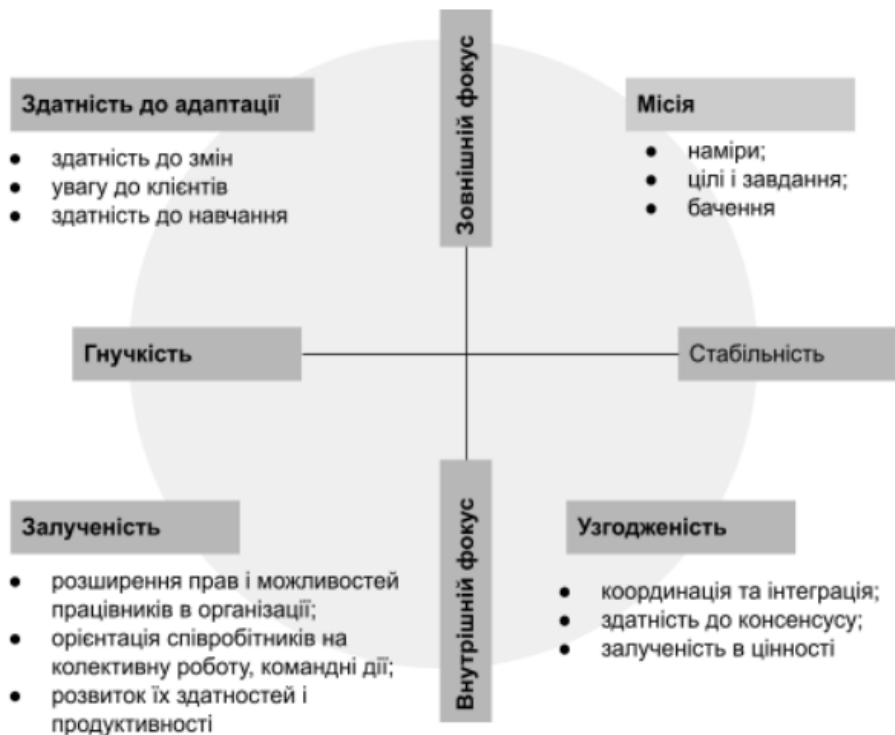 Зовнішній фокус
Здатність до адаптації
● здатність до змін
● увагу до клієнтів
● здатність до навчання
Місія
● наміри;
● цілі і завдання;
● бачення
Гнучкість
Стабільність
Внутрішній фокус
Залученість
● розширення прав і можливостей
працівників в організації;
● орієнтація співробітників на
колективну роботу, командні дії;
● розвиток їх здатностей і
продуктивності
Узгодженість
● координація та інтеграція;
● здатність до консенсусу;
● залученість в цінності